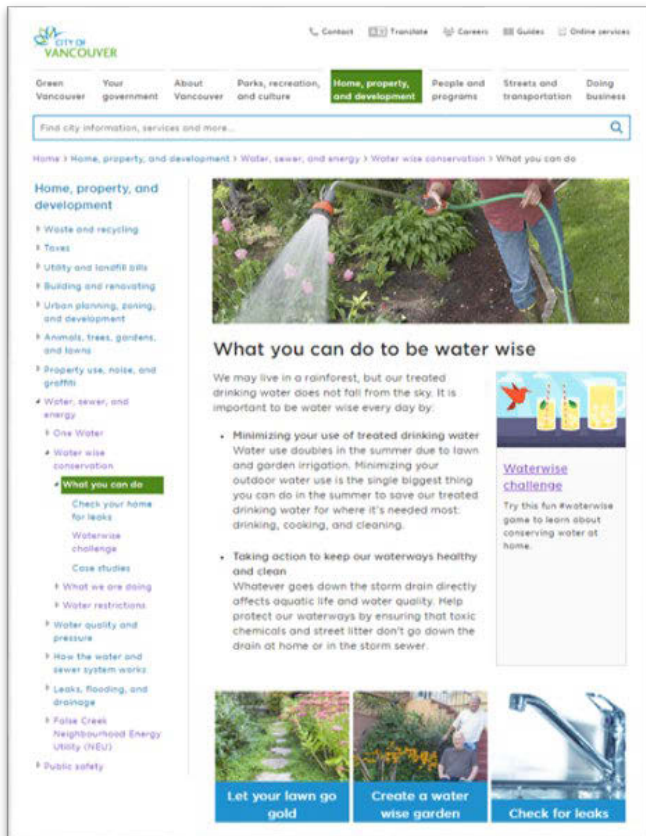 CITY OF
VANCOUVER
Contact Translate Careers Guides Online services
Green Vancouver
Your government
About Vancouver
Parks, recreation, and culture
Home, property, and development
People and programs
Streets and transportation
Doing business
Find city information, services and more...
Home > Home, property, and development > Water, sewer, and energy > Water wise conservation > What you can do
Home, property, and
development
Waste and recycling
Taxes
Utility and landfill bills
Building and renovating
Urban planning, zoning,
and development
Animals, trees, gardens,
and lawns
Property use, noise, and
graffiti
Water, sewer, and
energy
One Water
Water wise
conservation
What you can do
Check your home
for leaks
Waterwise
challenge
Case studies
What we are doing
Water restrictions
Water quality and
pressure
How the water and
sewer system works
Leaks, flooding, and
drainage
False Creek
Neighbourhood Energy
Utility (NEU)
Public safety
What you can do to be water wise
We may live in a rainforest, but our treated
drinking water does not fall from the sky. It is
important to be water wise every day by:
• Minimizing your use of treated drinking water
Water use doubles in the summer due to lawn
and garden irrigation. Minimizing your
outdoor water use is the single biggest thing
you can do in the summer to save our treated
drinking water for where it's needed most:
drinking, cooking, and cleaning.
• Taking action to keep our waterways healthy
and clean
Whatever goes down the storm drain directly
affects aquatic life and water quality. Help
protect our waterways by ensuring that toxic
chemicals and street litter don't go down the
drain at home or in the storm sewer.
Waterwise
challenge
Try this fun #waterwise
game to learn about
conserving water at
home.
Let your lawn go
gold
Create a water
wise garden
Check for leaks